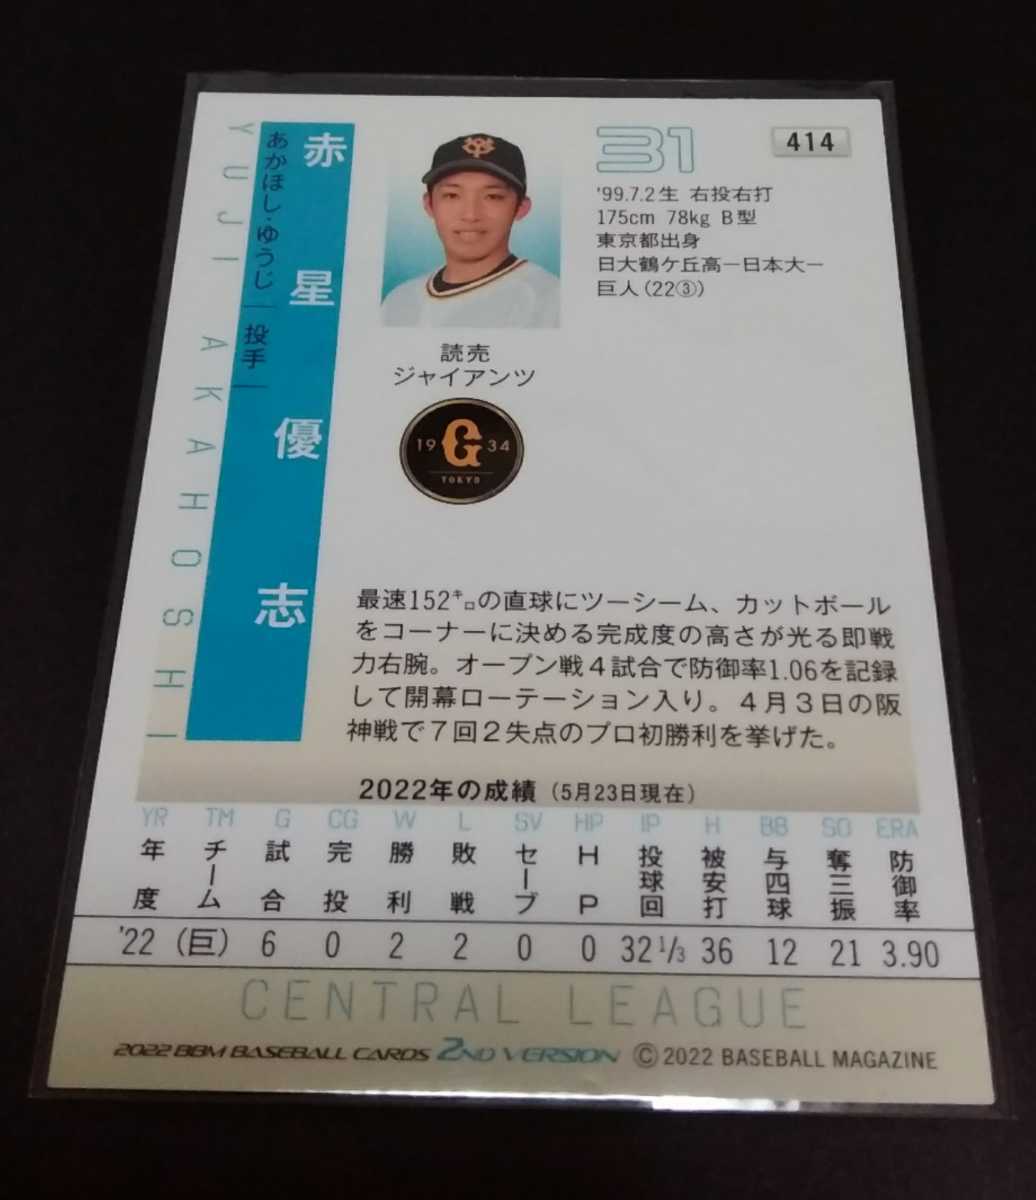 赤星優志
あかほし・ゆうじ 投手
YUJI AKAHOSHI
YG
31
414
'99.7.2生 右投右打
175cm 78kg B型
東京都出身
日大鶴ケ丘高ー日本大ー
巨人(22③)
読売
ジャイアンツ
19 G 34
TOKYO
最速152㌔の直球にツーシーム、カットボール
をコーナーに決める完成度の高さが光る即戦
力右腕。オープン戦4試合で防御率1.06を記録
して開幕ローテーション入り。4月3日の阪
神戦で7回2失点のプロ初勝利を挙げた。
2022年の成績(5月23日現在)
YR TM G CG W L SV HP IP H BB SO ERA
年度 チーム 試合 完投 勝利 敗戦 セーブ HP 投球回 被安打 与四球 奪三振 防御率
'22 (巨) 6 0 2 2 0 0 32 1/3 36 12 21 3.90
CENTRAL LEAGUE
2022 BBM BASEBALL CARDS 2ND VERSION © 2022 BASEBALL MAGAZINE